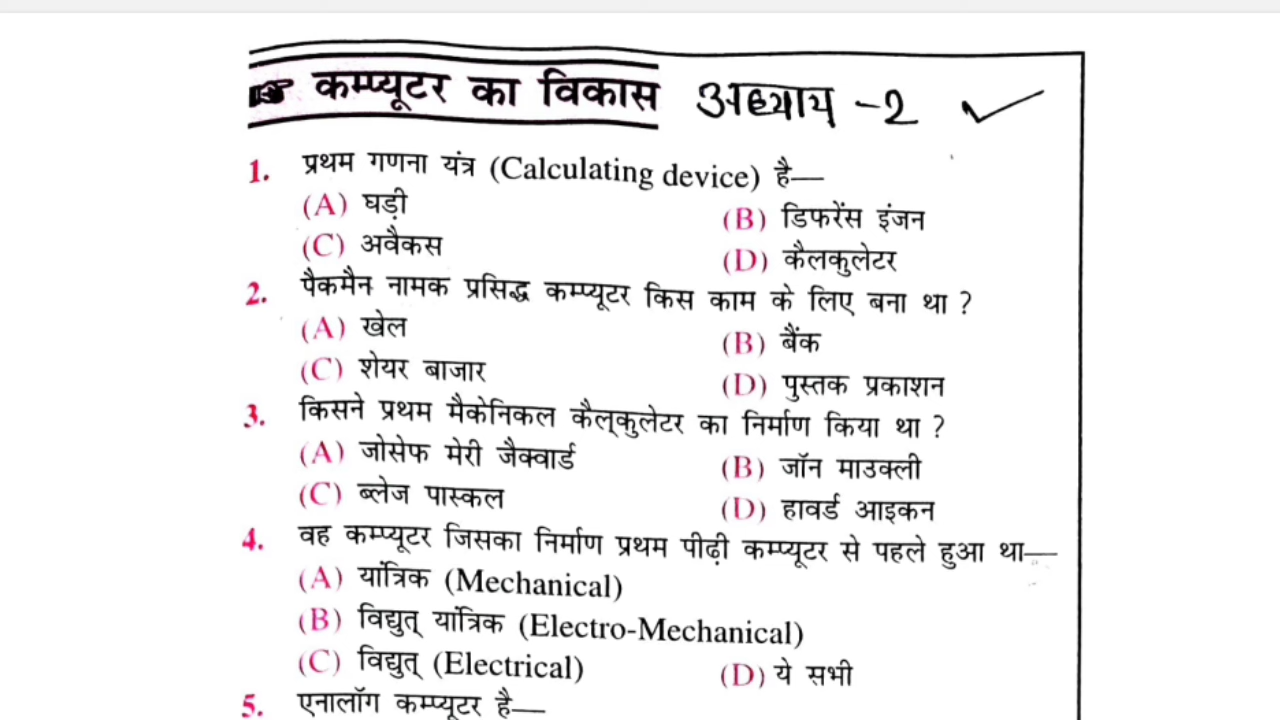 कम्प्यूटर का विकास अध्याय -2
1. प्रथम गणना यंत्र (Calculating device) है—
(A) घड़ी (B) डिफरेंस इंजन
(C) अवैकस (D) कैलकुलेटर
2. पैकमैन नामक प्रसिद्ध कम्प्यूटर किस काम के लिए बना था ?
(A) खेल (B) बैंक
(C) शेयर बाजार (D) पुस्तक प्रकाशन
3. किसने प्रथम मैकेनिकल कैल्कुलेटर का निर्माण किया था ?
(A) जोसेफ मेरी जैक्वार्ड (B) जॉन माउक्ली
(C) ब्लेज पास्कल (D) हावर्ड आइकन
4. वह कम्प्यूटर जिसका निर्माण प्रथम पीढ़ी कम्प्यूटर से पहले हुआ था—
(A) यांत्रिक (Mechanical)
(B) विद्युत् यांत्रिक (Electro-Mechanical)
(C) विद्युत् (Electrical) (D) ये सभी
5. एनालॉग कम्प्यूटर है—